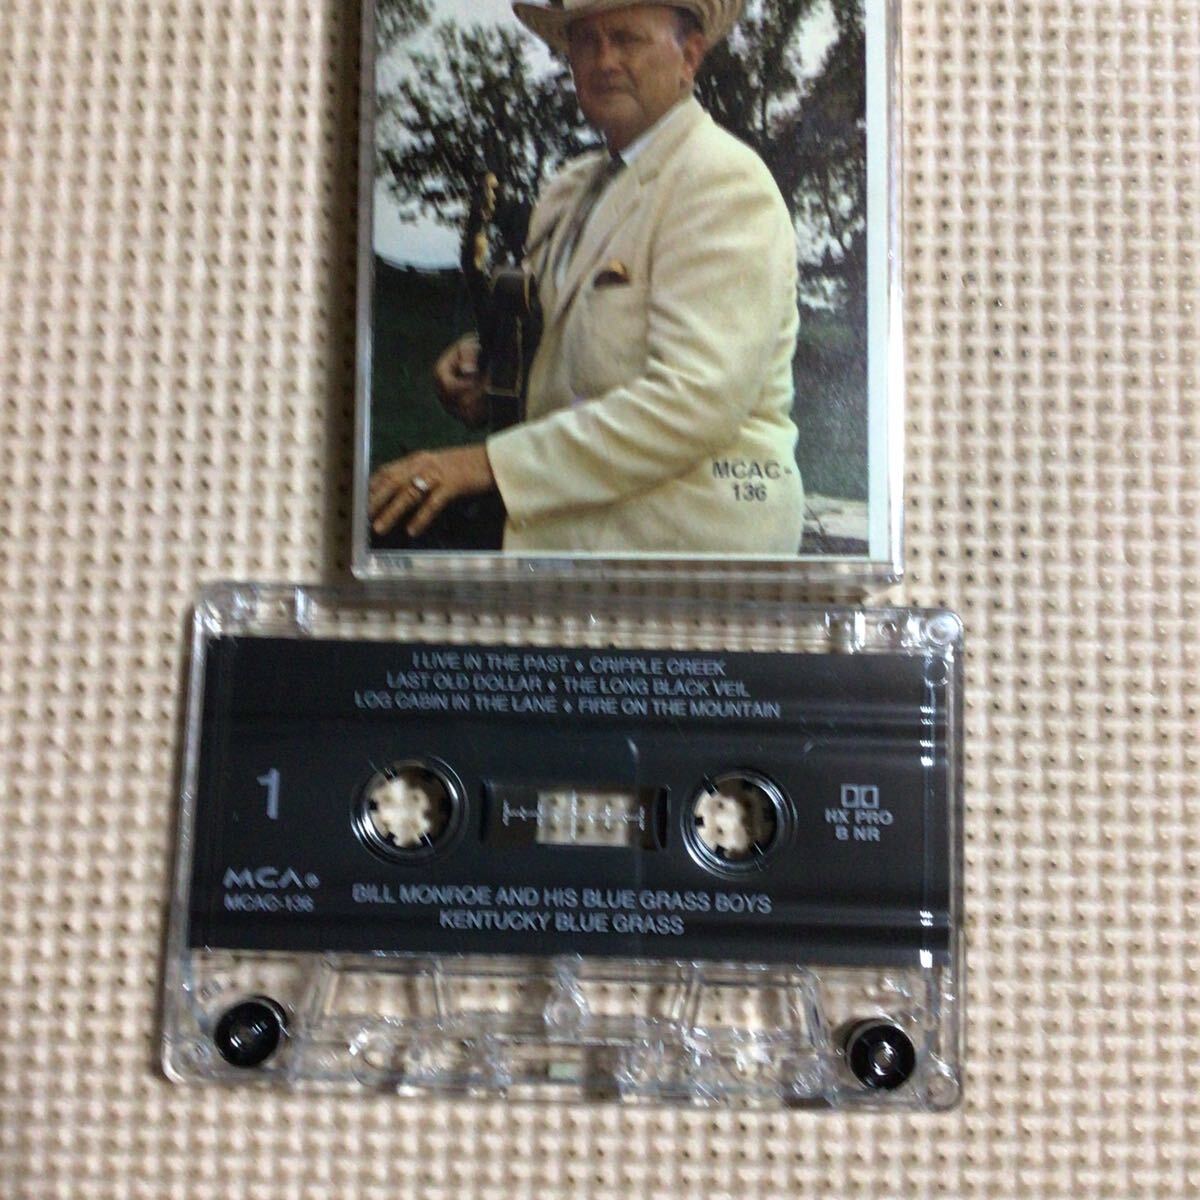 MCAC-
136
I LIVE IN THE PAST ♦ CRIPPLE CREEK
LAST OLD DOLLAR ♦ THE LONG BLACK VEIL
LOG CABIN IN THE LANE ♦ FIRE ON THE MOUNTAIN
1
HX PRO
B NR
MCA®
MCAC-136
BILL MONROE AND HIS BLUE GRASS BOYS
KENTUCKY BLUE GRASS